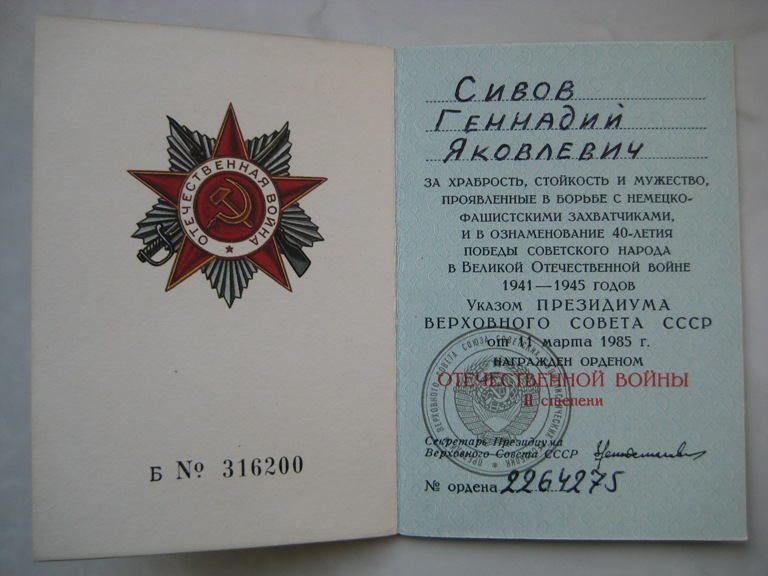 ОТЕЧЕСТВЕННАЯ ВОЙНА
Б № 316200
СИВОВ
ГЕННАДИЙ
ЯКОВЛЕВИЧ
ЗА ХРАБРОСТЬ, СТОЙКОСТЬ И МУЖЕСТВО,
ПРОЯВЛЕННЫЕ В БОРЬБЕ С НЕМЕЦКО-
ФАШИСТСКИМИ ЗАХВАТЧИКАМИ,
И В ОЗНАМЕНОВАНИЕ 40-ЛЕТИЯ
ПОБЕДЫ СОВЕТСКОГО НАРОДА
В ВЕЛИКОЙ ОТЕЧЕСТВЕННОЙ ВОЙНЕ
1941—1945 ГОДОВ
УКАЗОМ ПРЕЗИДИУМА
ВЕРХОВНОГО СОВЕТА СССР
от 11 марта 1985 г.
НАГРАЖДЕН ОРДЕНОМ
ОТЕЧЕСТВЕННОЙ ВОЙНЫ
II степени
Секретарь Президиума
Верховного Совета СССР
№ ордена 2264275